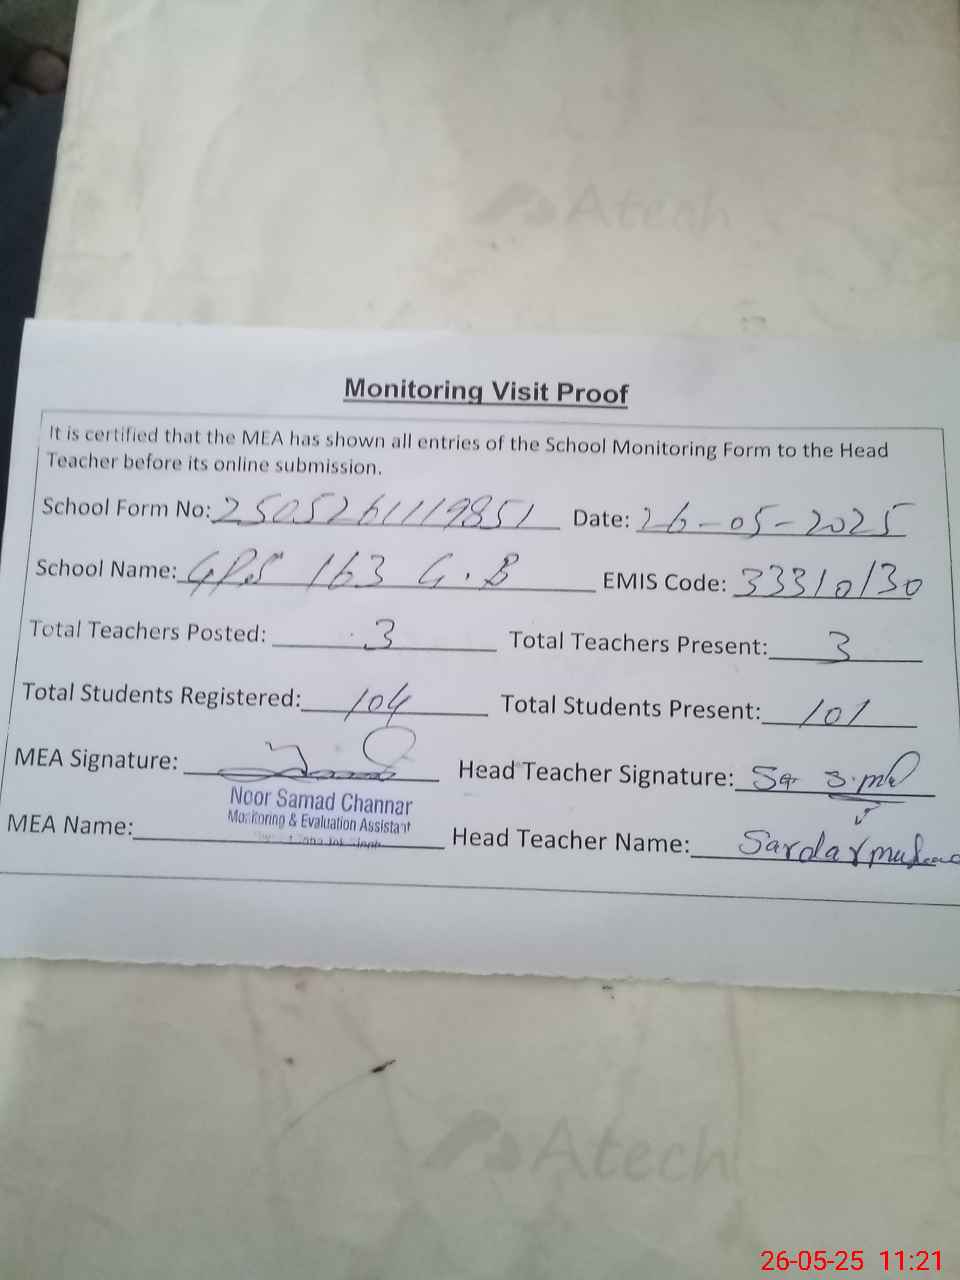 Atech
Monitoring Visit Proof
It is certified that the MEA has shown all entries of the School Monitoring Form to the Head
Teacher before its online submission.
School Form No: 2505261119851 Date: 26-05-2025
School Name: GPS 163 G.B EMIS Code: 33310130
Total Teachers Posted: 3 Total Teachers Present: 3
Total Students Registered: 104 Total Students Present: 101
MEA Signature: Head Teacher Signature:
Noor Samad Channar
Monitoring & Evaluation Assistant
MEA Name: Head Teacher Name: Sardar
Atech
26-05-25 11:21